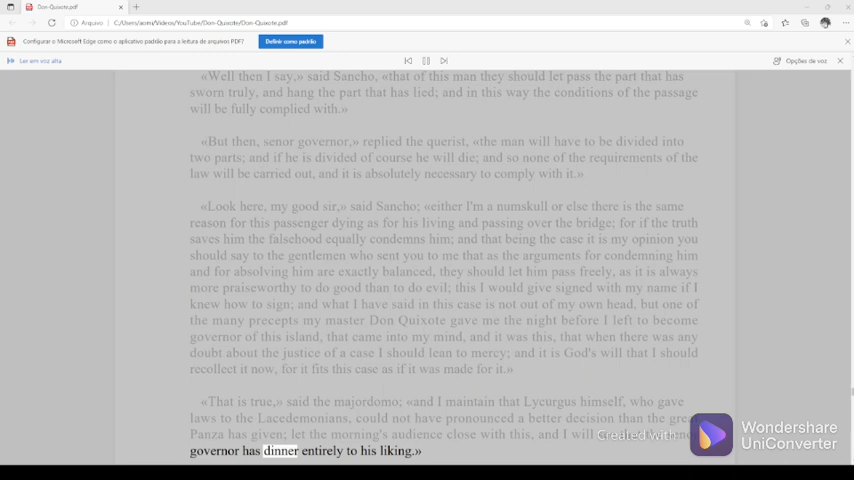 Don-Quixote.pdf
Arquivo
C:/Users/aorm/Videos/YouTube/Don-Quixote/Don-Quixote.pdf
Configurar o Microsoft Edge como o aplicativo padrão para a leitura de arquivos PDF?
Definir como padrão
Ler em voz alta
Opções de voz
«Well then I say,» said Sancho, «that of this man they should let pass the part that has
sworn truly, and hang the part that has lied; and in this way the conditions of the passage
will be fully complied with.»
«But then, senor governor,» replied the querist, «the man will have to be divided into
two parts; and if he is divided of course he will die; and so none of the requirements of the
law will be carried out, and it is absolutely necessary to comply with it.»
«Look here, my good sir,» said Sancho; «either I'm a numskull or else there is the same
reason for this passenger dying as for his living and passing over the bridge; for if the truth
saves him the falsehood equally condemns him; and that being the case it is my opinion you
should say to the gentlemen who sent you to me that as the arguments for condemning him
and for absolving him are exactly balanced, they should let him pass freely, as it is always
more praiseworthy to do good than to do evil; this I would give signed with my name if I
knew how to sign; and what I have said in this case is not out of my own head, but one of
the many precepts my master Don Quixote gave me the night before I left to become
governor of this island, that came into my mind, and it was this, that when there was any
doubt about the justice of a case I should lean to mercy; and it is God's will that I should
recollect it now, for it fits this case as if it was made for it.»
«That is true,» said the majordomo; «and I maintain that Lycurgus himself, who gave
laws to the Lacedemonians, could not have pronounced a better decision than the great
Panza has given; let the morning's audience close with this, and I will
governor has dinner entirely to his liking.»
Created with
Wondershare
UniConverter